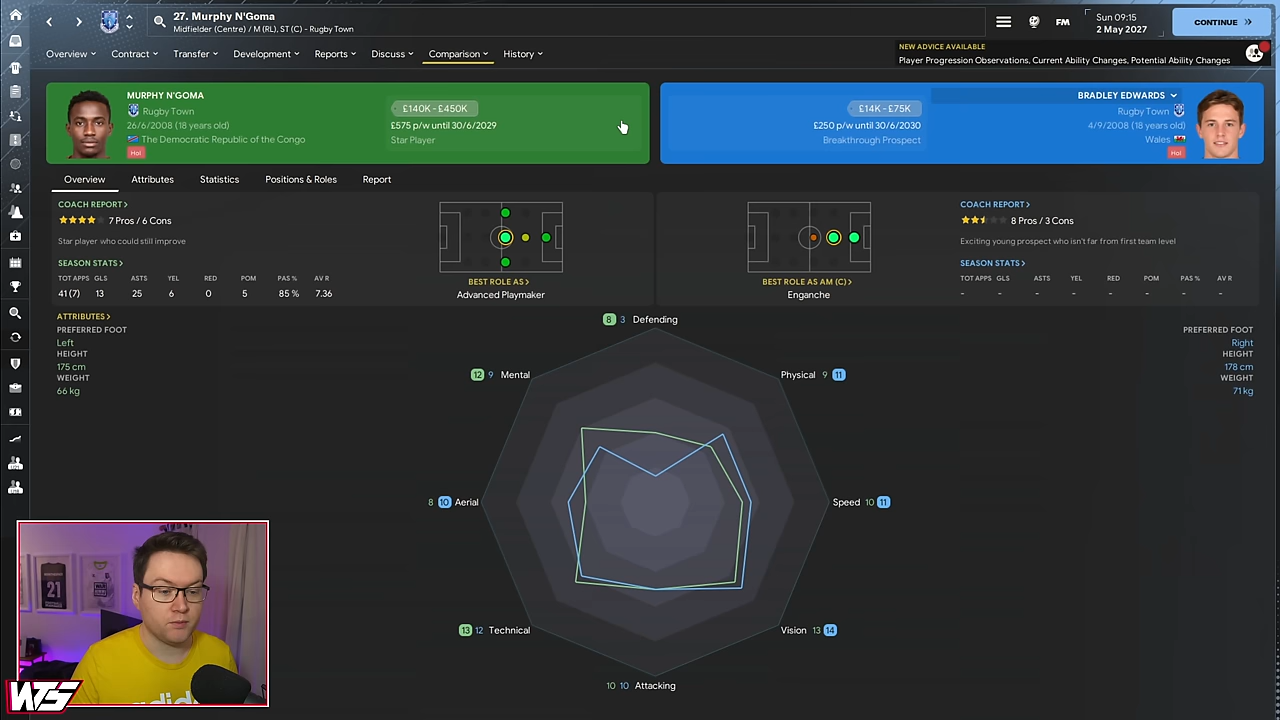 27. Murphy N'Goma
Midfielder (Centre) / M (RL), ST (C) - Rugby Town
FM
Sun 09:15
2 May 2027
CONTINUE
Overview
Contract
Transfer
Development
Reports
Discuss
Comparison
History
NEW ADVICE AVAILABLE
Player Progression Observations, Current Ability Changes, Potential Ability Changes
MURPHY N'GOMA
Rugby Town
26/6/2008 (18 years old)
The Democratic Republic of the Congo
Hol
£140K - £450K
£575 p/w until 30/6/2029
Star Player
BRADLEY EDWARDS
Rugby Town
4/9/2008 (18 years old)
Wales
Hol
£14K - £75K
£250 p/w until 30/6/2030
Breakthrough Prospect
Overview
Attributes
Statistics
Positions & Roles
Report
COACH REPORT >
7 Pros / 6 Cons
Star player who could still improve
SEASON STATS >
TOT APPS GLS ASTS YEL RED POM PAS % AV R
41 (7) 13 25 6 0 5 85 % 7.36
BEST ROLE AS >
Advanced Playmaker
BEST ROLE AS AM (C) >
Enganche
COACH REPORT >
8 Pros / 3 Cons
Exciting young prospect who isn't far from first team level
SEASON STATS >
TOT APPS GLS ASTS YEL RED POM PAS % AV R
- - - - - - - -
ATTRIBUTES >
PREFERRED FOOT
Left
HEIGHT
175 cm
WEIGHT
66 kg
PREFERRED FOOT
Right
HEIGHT
178 cm
WEIGHT
71 kg
8 3 Defending
12 9 Mental
Physical 9 11
8 10 Aerial
Speed 10 11
13 12 Technical
Vision 13 14
10 10 Attacking
21
WTS